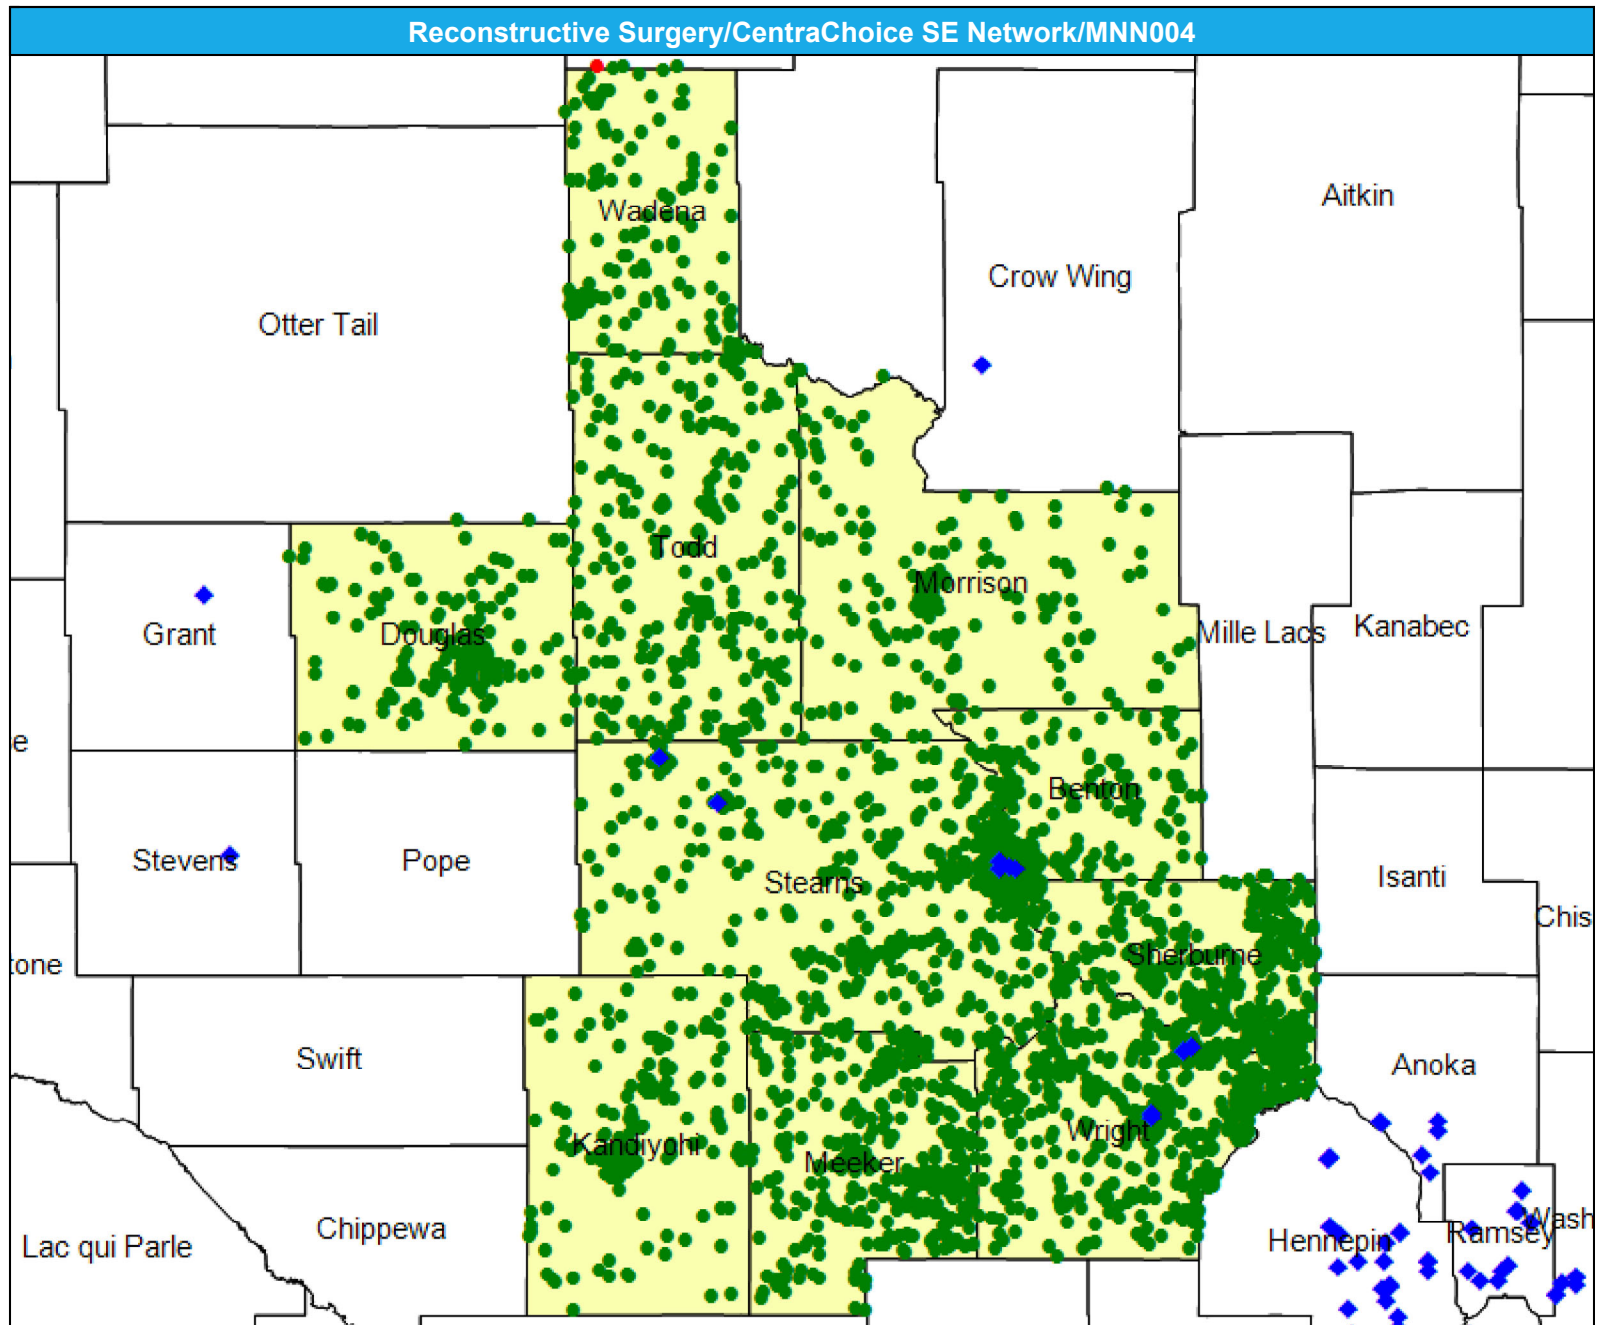 Reconstructive Surgery/CentraChoice SE Network/MNN004
Aitkin
Wadena
Crow Wing
Otter Tail
Todd
Morrison
Grant
Douglas
Mille Lacs
Kanabec
e
Benton
Stevens
Pope
Stearns
Isanti
Chis
tone
Sherburne
Swift
Anoka
Kandiyohi
Wright
Meeker
Chippewa
Lac qui Parle
Hennepin
Ramsey
Wash